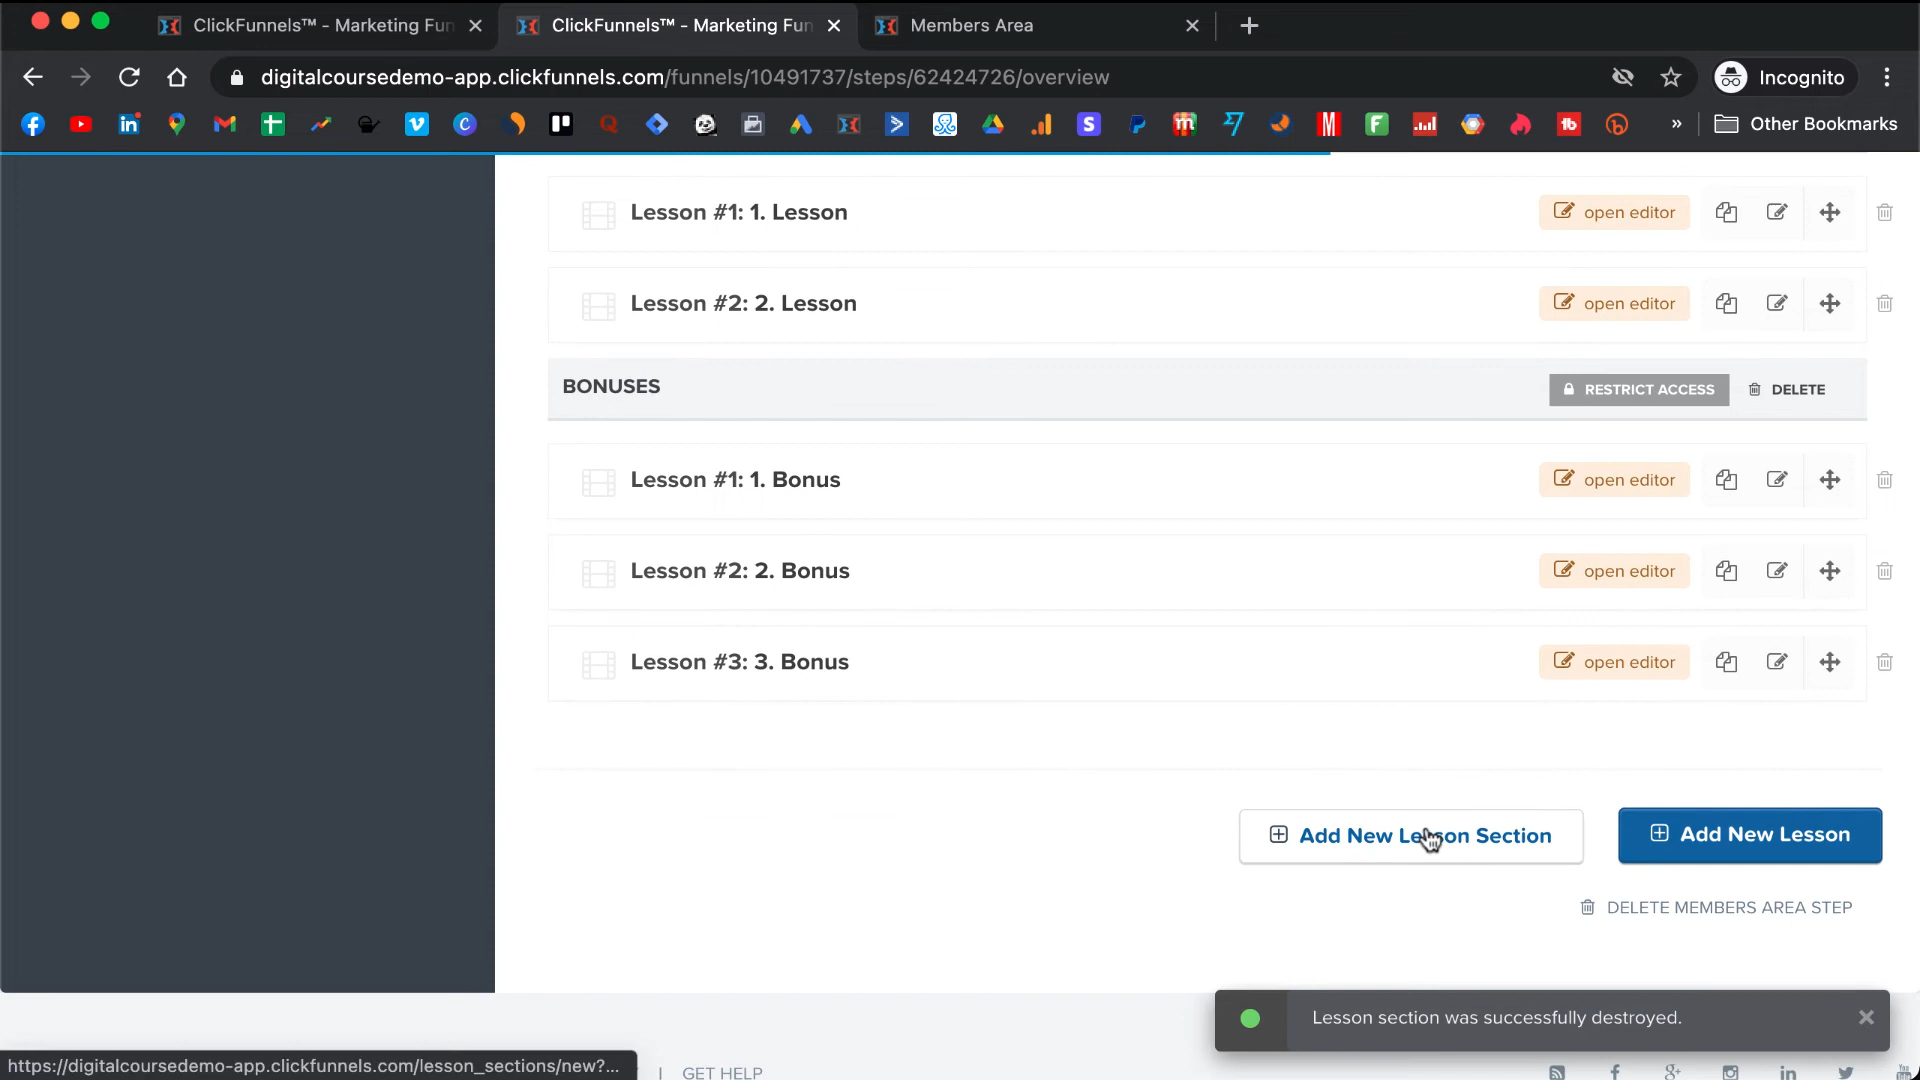 ClickFunnels™ - Marketing Fun
ClickFunnels™ - Marketing Fun
Members Area
digitalcoursedemo-app.clickfunnels.com/funnels/10491737/steps/62424726/overview
Incognito
» Other Bookmarks
Lesson #1: 1. Lesson
open editor
Lesson #2: 2. Lesson
open editor
BONUSES
RESTRICT ACCESS
DELETE
Lesson #1: 1. Bonus
open editor
Lesson #2: 2. Bonus
open editor
Lesson #3: 3. Bonus
open editor
Add New Lesson Section
Add New Lesson
DELETE MEMBERS AREA STEP
Lesson section was successfully destroyed.
https://digitalcoursedemo-app.clickfunnels.com/lesson_sections/new?...
| GET HELP